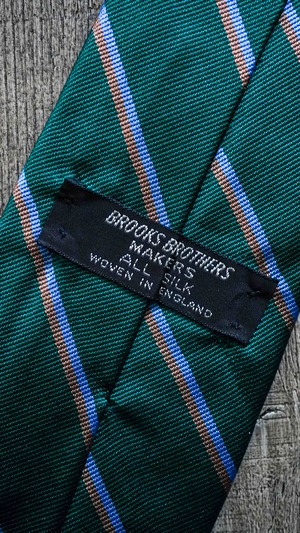 BROOKS BROTHERS
MAKERS
ALL SILK
WOVEN IN ENGLAND